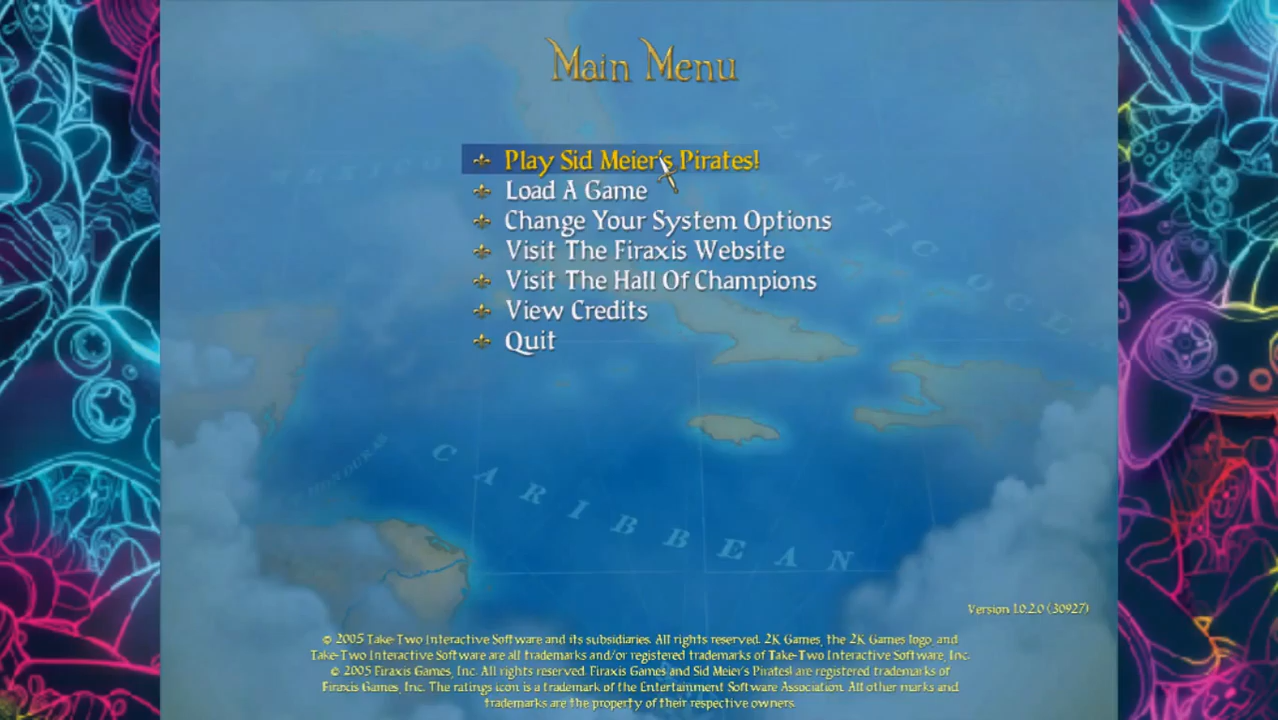 Main Menu
Play Sid Meier's Pirates!
Load A Game
Change Your System Options
Visit The Firaxis Website
Visit The Hall Of Champions
View Credits
Quit
MEXICO
ATLANTIC OCE
HONDURAS
CARIBBEAN
Version 1.0.2.0 (30927)
© 2005 Take-Two Interactive Software and its subsidiaries. All rights reserved. 2K Games, the 2K Games logo, and
Take-Two Interactive Software are all trademarks and/or registered trademarks of Take-Two Interactive Software, Inc.
© 2005 Firaxis Games, Inc. All rights reserved. Firaxis Games and Sid Meier's Pirates! are registered trademarks of
Firaxis Games, Inc. The ratings icon is a trademark of the Entertainment Software Association. All other marks and
trademarks are the property of their respective owners.